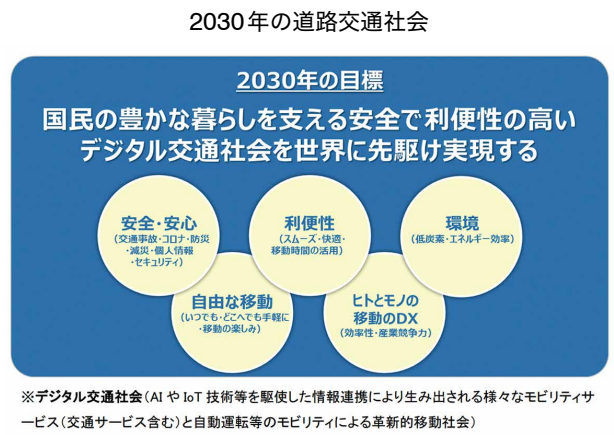 2030年の道路交通社会
2030年の目標
国民の豊かな暮らしを支える安全で利便性の高い
デジタル交通社会を世界に先駆け実現する
安全・安心
（交通事故・コロナ・防災
・減災・個人情報
・セキュリティ）
利便性
（スムーズ・快適・
移動時間の活用）
環境
（低炭素・エネルギー効率）
自由な移動
（いつでも・どこへでも手軽に
・移動の楽しみ）
ヒトとモノの
移動のDX
（効率性・産業競争力）
※デジタル交通社会（AI や IoT 技術等を駆使した情報連携により生み出される様々なモビリティサ
ービス（交通サービス含む）と自動運転等のモビリティによる革新的移動社会）